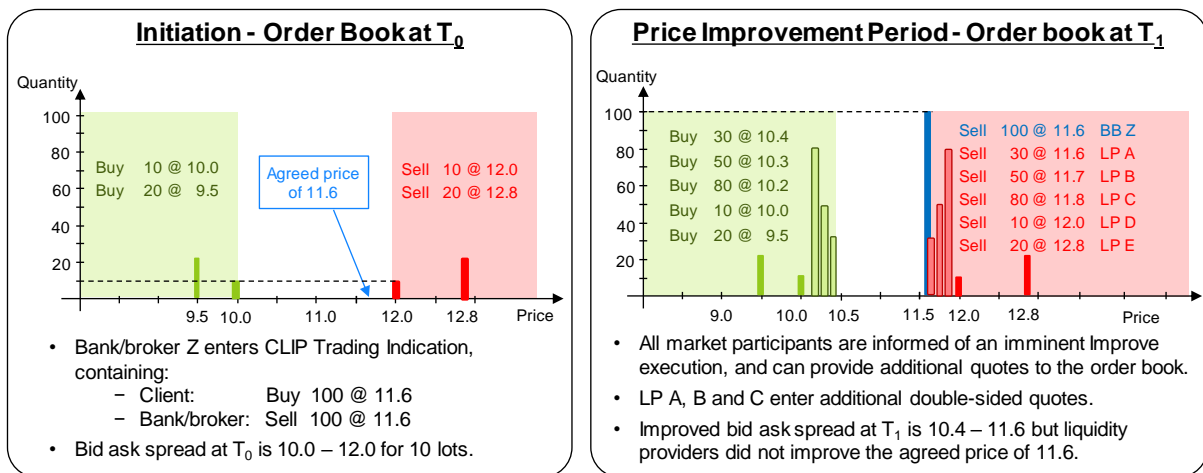 Initiation - Order Book at T0
Quantity
100
80
60
40
20
Buy 10 @ 10.0
Buy 20 @ 9.5
Agreed price
of 11.6
Sell 10 @ 12.0
Sell 20 @ 12.8
9.5 10.0 11.0 12.0 12.8 Price
• Bank/broker Z enters CLIP Trading Indication,
containing:
− Client: Buy 100 @ 11.6
− Bank/broker: Sell 100 @ 11.6
• Bid ask spread at T0 is 10.0 – 12.0 for 10 lots.
Price Improvement Period - Order book at T1
Quantity
100
80
60
40
20
Buy 30 @ 10.4
Buy 50 @ 10.3
Buy 80 @ 10.2
Buy 10 @ 10.0
Buy 20 @ 9.5
Sell 100 @ 11.6 BB Z
Sell 30 @ 11.6 LP A
Sell 50 @ 11.7 LP B
Sell 80 @ 11.8 LP C
Sell 10 @ 12.0 LP D
Sell 20 @ 12.8 LP E
9.0 10.0 10.5 11.5 12.0 12.8 Price
• All market participants are informed of an imminent Improve
execution, and can provide additional quotes to the order book.
• LP A, B and C enter additional double-sided quotes.
• Improved bid ask spread at T1 is 10.4 – 11.6 but liquidity
providers did not improve the agreed price of 11.6.